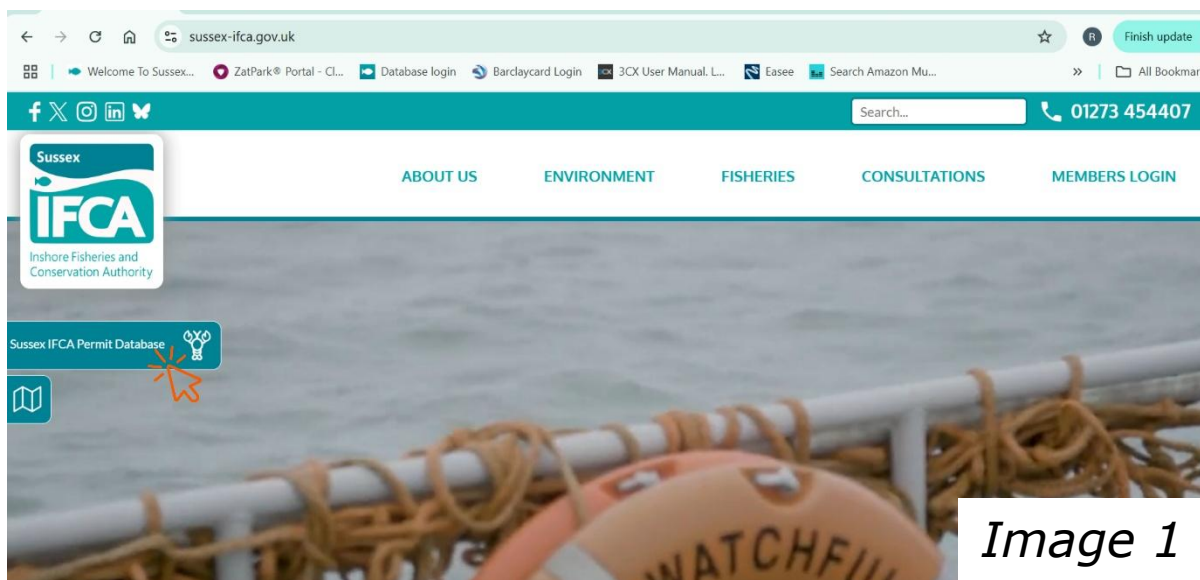 sussex-ifca.gov.uk
R
Finish update
Welcome To Sussex...
ZatPark® Portal - Cl...
Database login
Barclaycard Login
3CX User Manual. L...
Easee
Search Amazon Mu...
»
All Bookmar
Search...
01273 454407
Sussex
IFCA
Inshore Fisheries and
Conservation Authority
ABOUT US
ENVIRONMENT
FISHERIES
CONSULTATIONS
MEMBERS LOGIN
Sussex IFCA Permit Database
Image 1